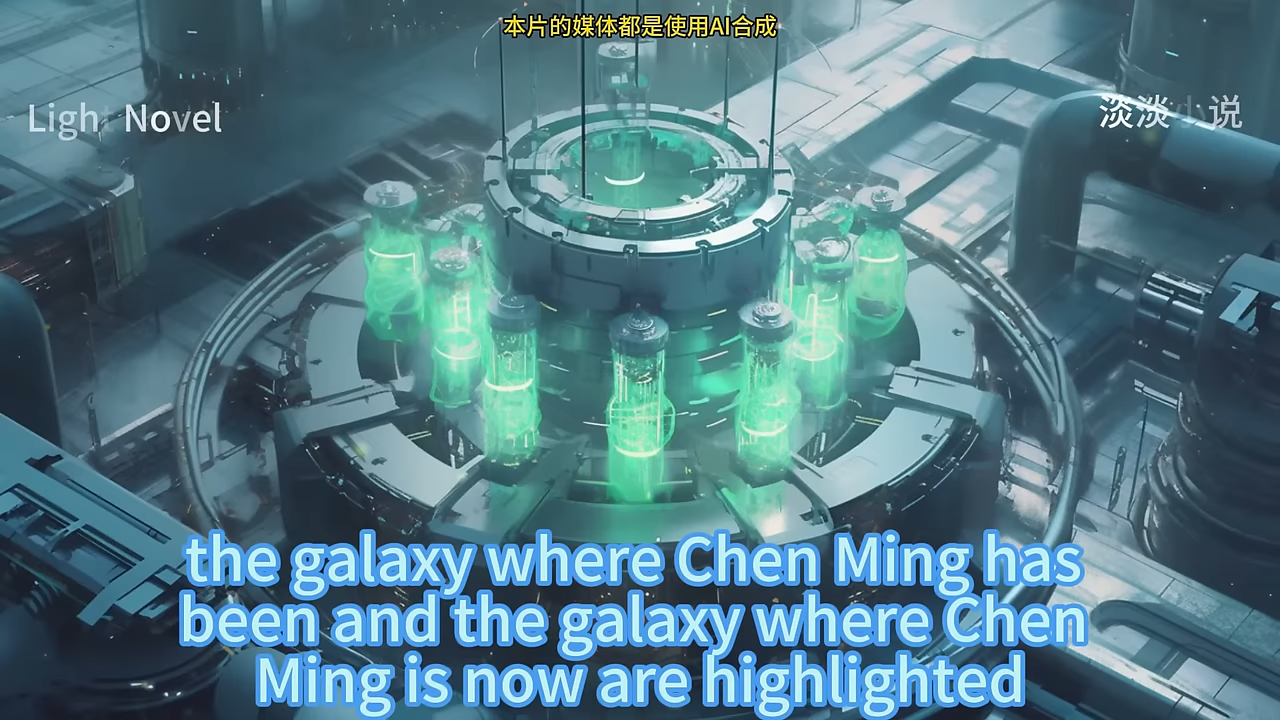 本片的媒体都是使用AI合成
Light Novel
淡淡小说
the galaxy where Chen Ming has
been and the galaxy where Chen
Ming is now are highlighted